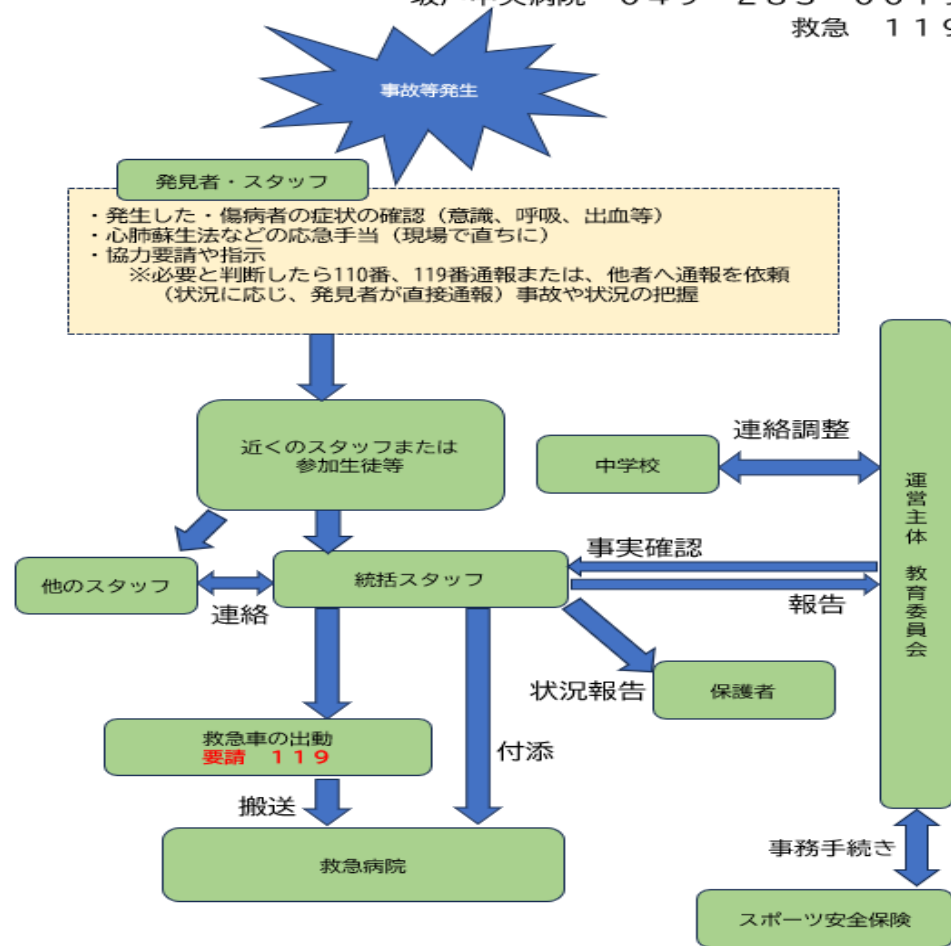 救急 １１９
事故等発生
発見者・スタッフ
・発生した・傷病者の症状の確認（意識、呼吸、出血等）
・心肺蘇生法などの応急手当（現場で直ちに）
・協力要請や指示
※必要と判断したら110番、119番通報または、他者へ通報を依頼
（状況に応じ、発見者が直接通報）事故や状況の把握
近くのスタッフまたは
参加生徒等
中学校
連絡調整
運営主体 教育委員会
他のスタッフ
連絡
統括スタッフ
事実確認
報告
状況報告
保護者
救急車の出動
要請 １１９
付添
搬送
救急病院
事務手続き
スポーツ安全保険